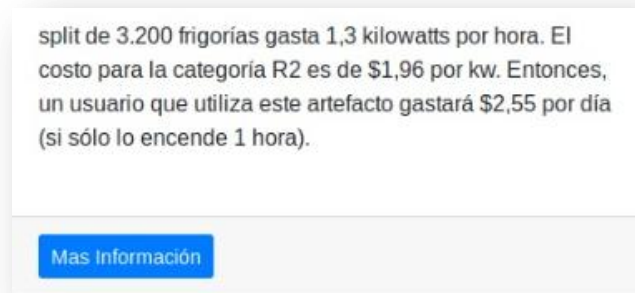 split de 3.200 frigorías gasta 1,3 kilowatts por hora. El
costo para la categoría R2 es de $1,96 por kw. Entonces,
un usuario que utiliza este artefacto gastará $2,55 por día
(si sólo lo encende 1 hora).
Mas Información